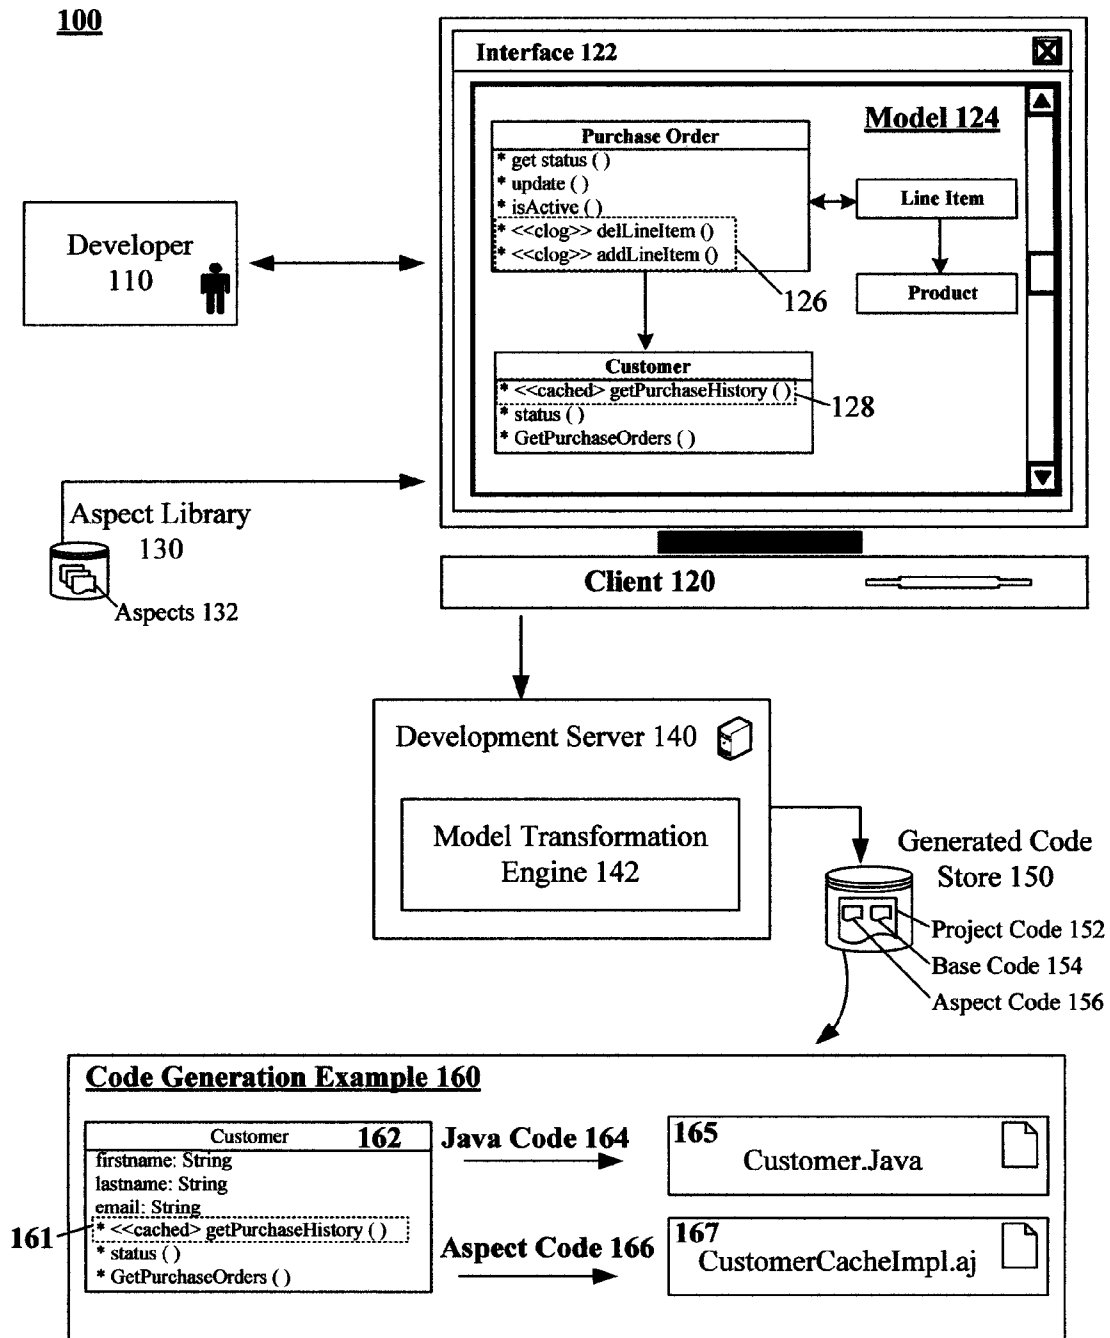 100
Interface 122
Model 124
Purchase Order
* get status ( )
* update ( )
* isActive ( )
* <<clog>> delLineItem ()
* <<clog>> addLineItem ()
126
Line Item
Product
Customer
* <<cached> getPurchaseHistory ( )
* status ( )
* GetPurchaseOrders ( )
128
Developer
110
Aspect Library
130
Aspects 132
Client 120
Development Server 140
Model Transformation
Engine 142
Generated Code
Store 150
Project Code 152
Base Code 154
Aspect Code 156
Code Generation Example 160
Customer 162
firstname: String
lastname: String
email: String
* <<cached> getPurchaseHistory ( )
* status ( )
* GetPurchaseOrders ( )
161
Java Code 164
165
Customer.Java
Aspect Code 166
167
CustomerCacheImpl.aj